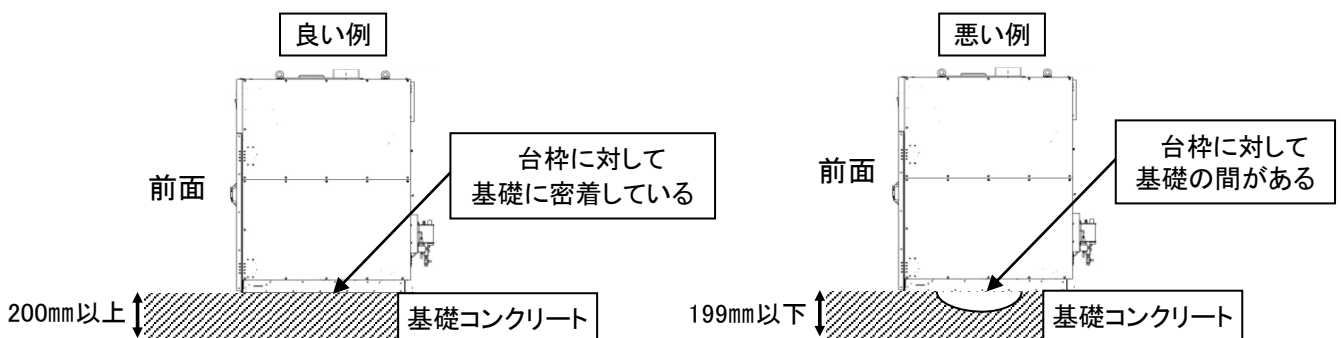 良い例
台枠に対して
基礎に密着している
前面
200mm以上
基礎コンクリート
悪い例
台枠に対して
基礎の間がある
前面
199mm以下
基礎コンクリート